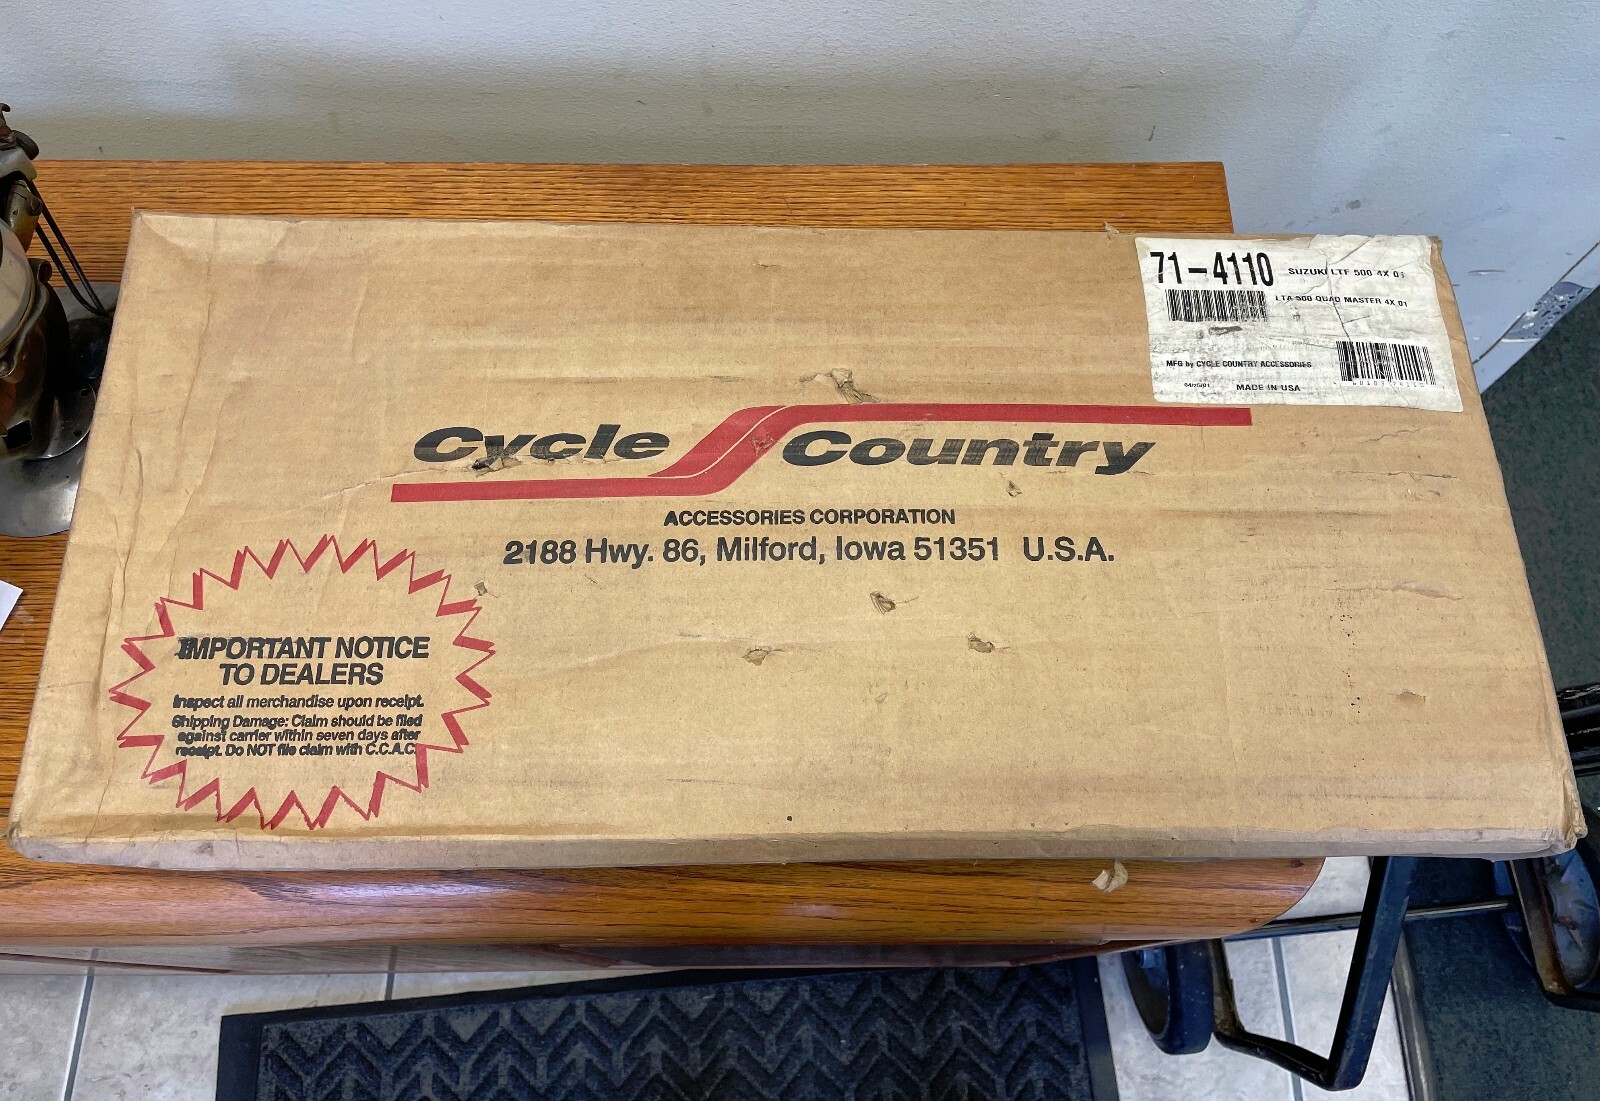 71-4110
SUZUKI LTF 500 4X 01
LTA 500 QUAD MASTER 4X 01
MFG by CYCLE COUNTRY ACCESSORIES
MADE IN USA
Cycle Country
ACCESSORIES CORPORATION
2188 Hwy. 86, Milford, Iowa 51351 U.S.A.
IMPORTANT NOTICE
TO DEALERS
Inspect all merchandise upon receipt.
Shipping Damage: Claim should be filed
against carrier within seven days after
receipt. Do NOT file claim with C.C.A.C.